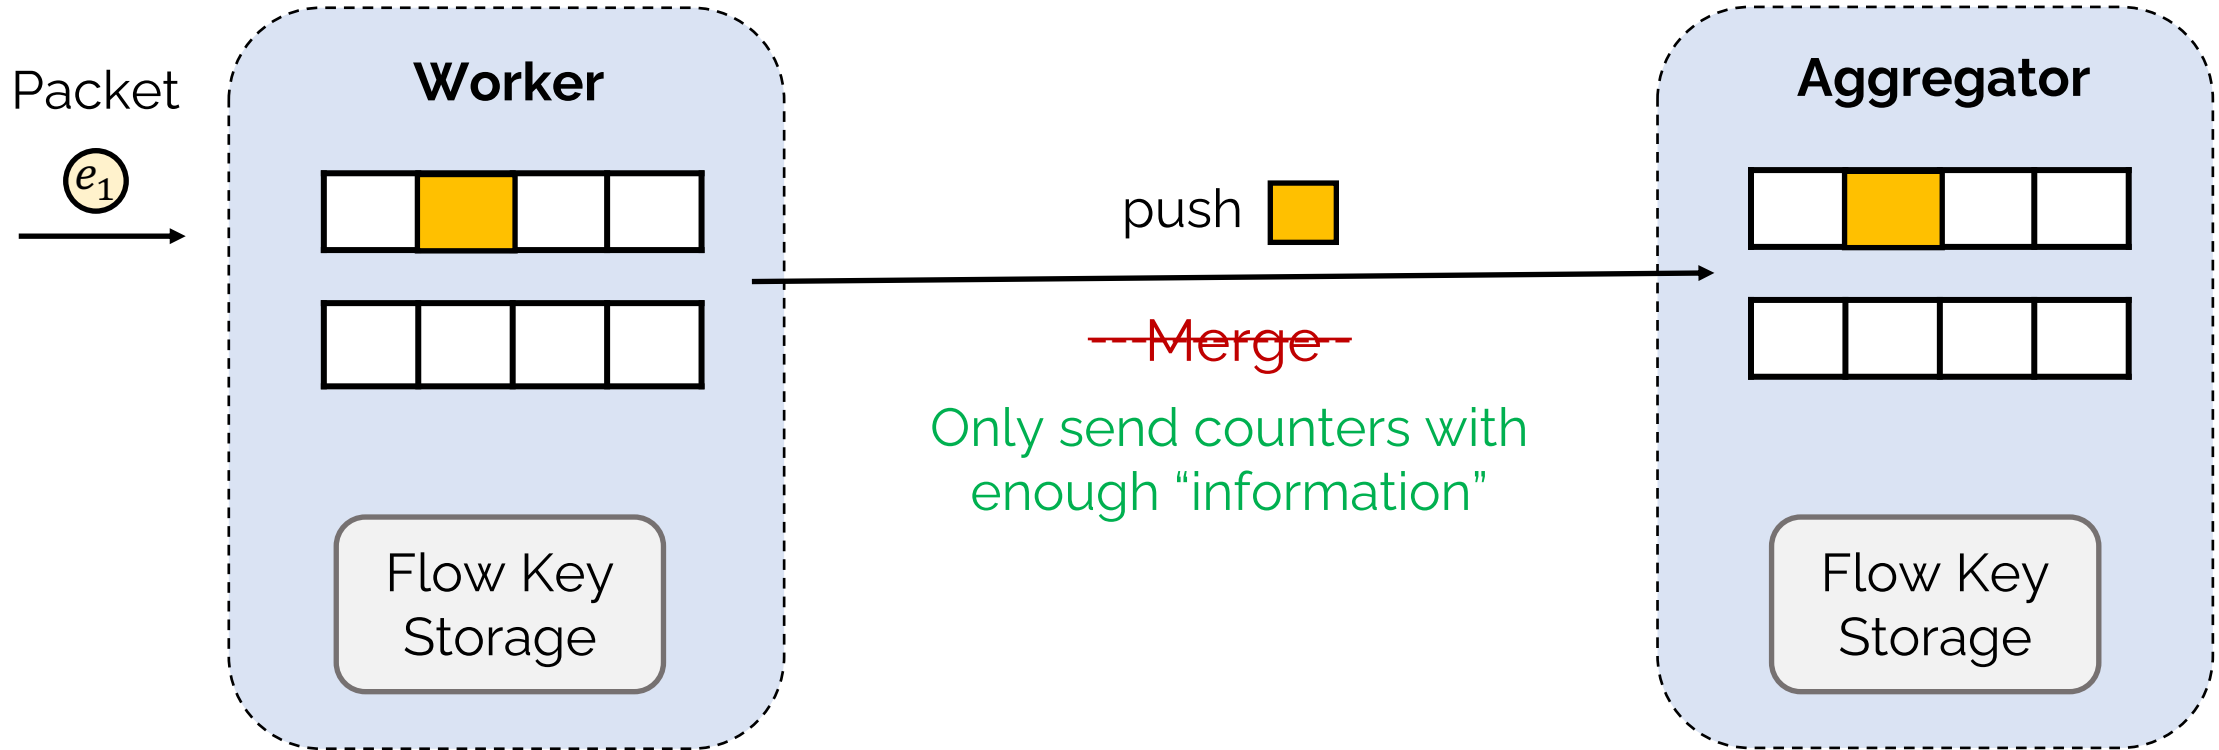 Packet
e₁
Worker
Flow Key
Storage
push
Merge
Only send counters with
enough “information”
Aggregator
Flow Key
Storage